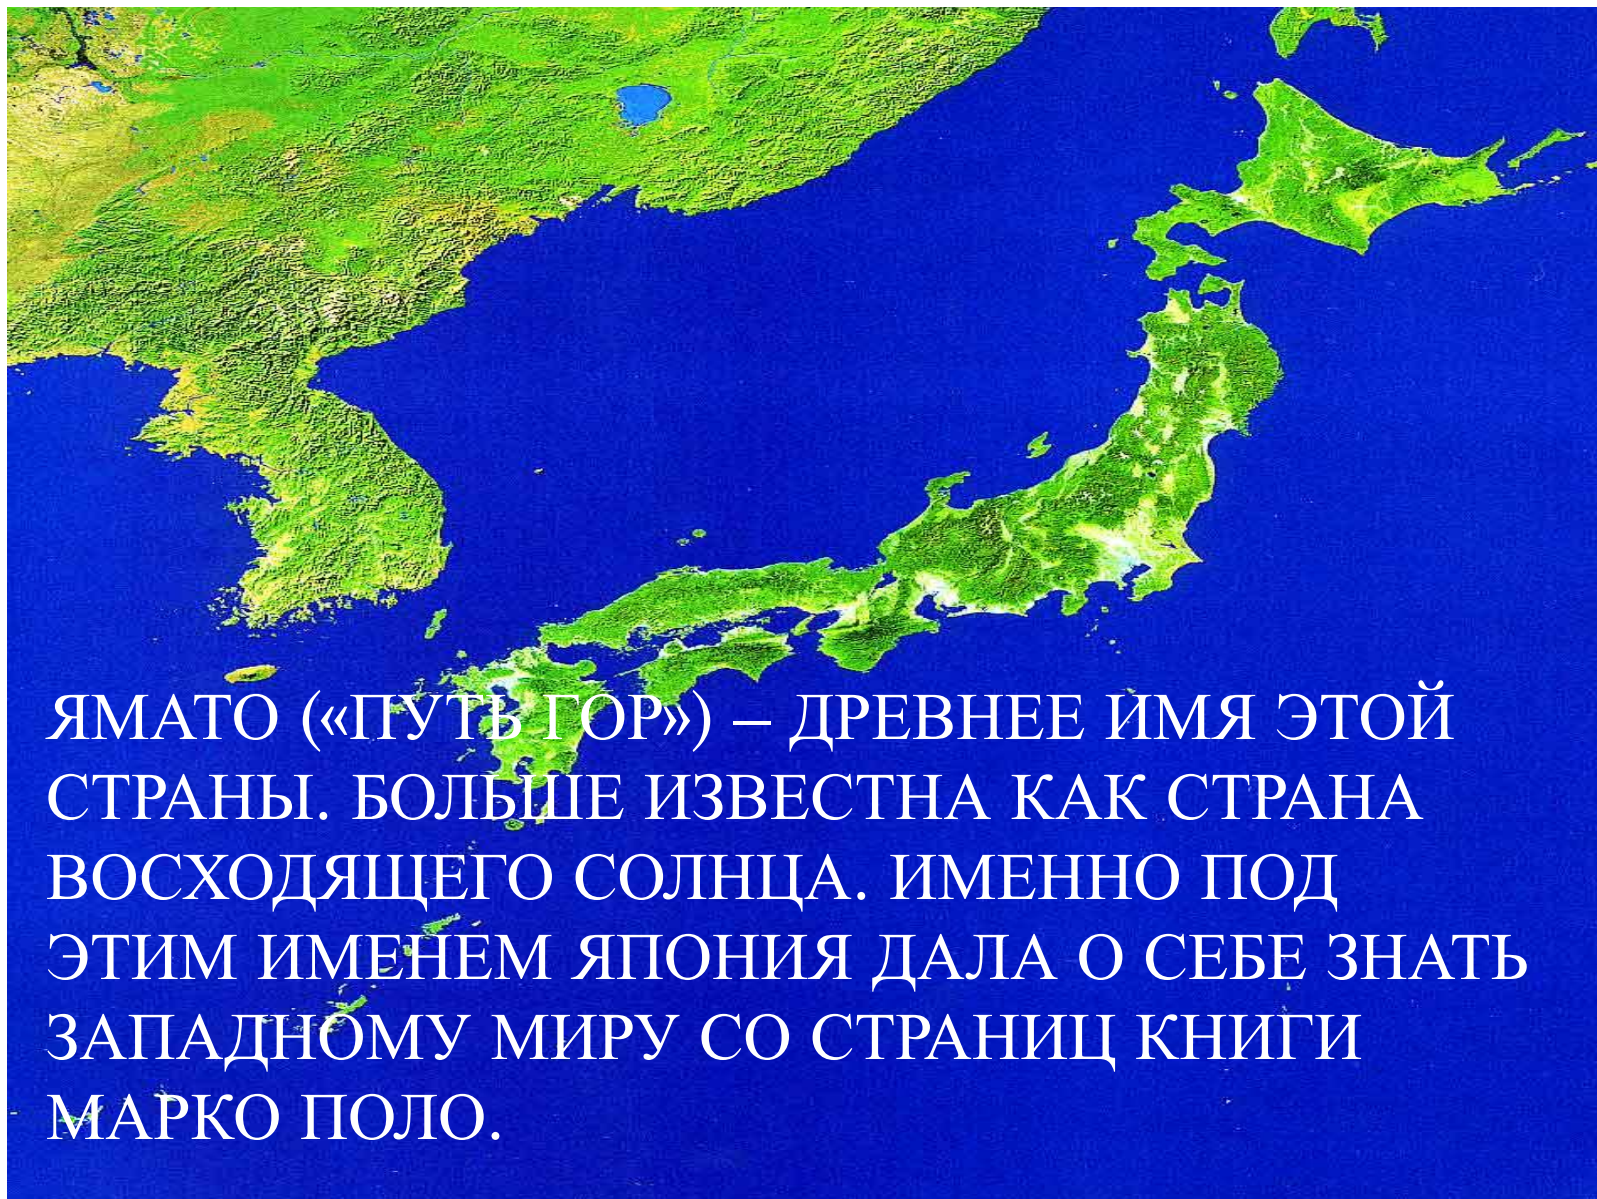 ЯМАТО («ПУТЬ ГОР») – ДРЕВНЕЕ ИМЯ ЭТОЙ
СТРАНЫ. БОЛЬШЕ ИЗВЕСТНА КАК СТРАНА
ВОСХОДЯЩЕГО СОЛНЦА. ИМЕННО ПОД
ЭТИМ ИМЕНЕМ ЯПОНИЯ ДАЛА О СЕБЕ ЗНАТЬ
ЗАПАДНОМУ МИРУ СО СТРАНИЦ КНИГИ
МАРКО ПОЛО.